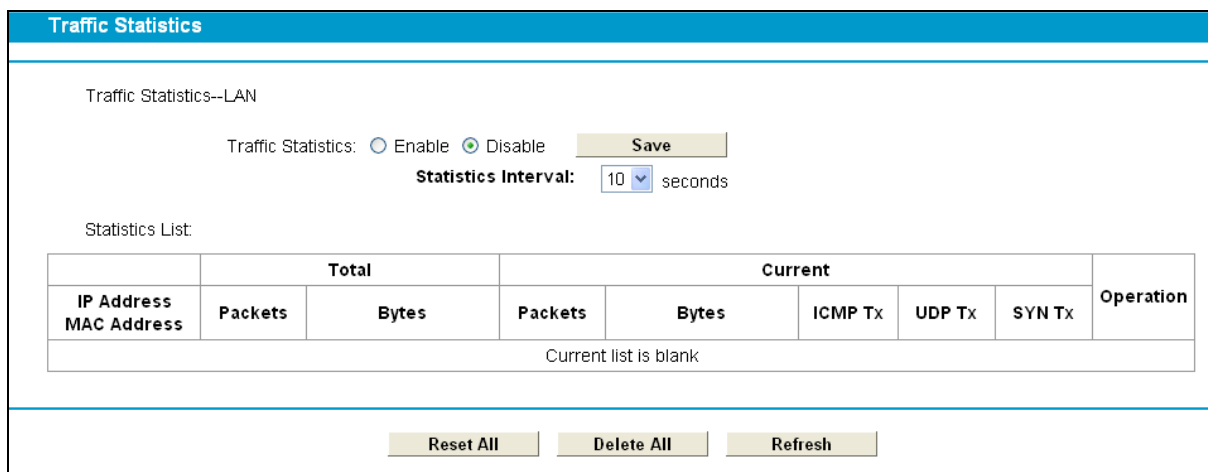 Traffic Statistics
Traffic Statistics--LAN
Traffic Statistics: Enable Disable Save
Statistics Interval: 10 seconds
Statistics List:
Total Current
IP Address MAC Address Packets Bytes Packets Bytes ICMP Tx UDP Tx SYN Tx Operation
Current list is blank
Reset All Delete All Refresh